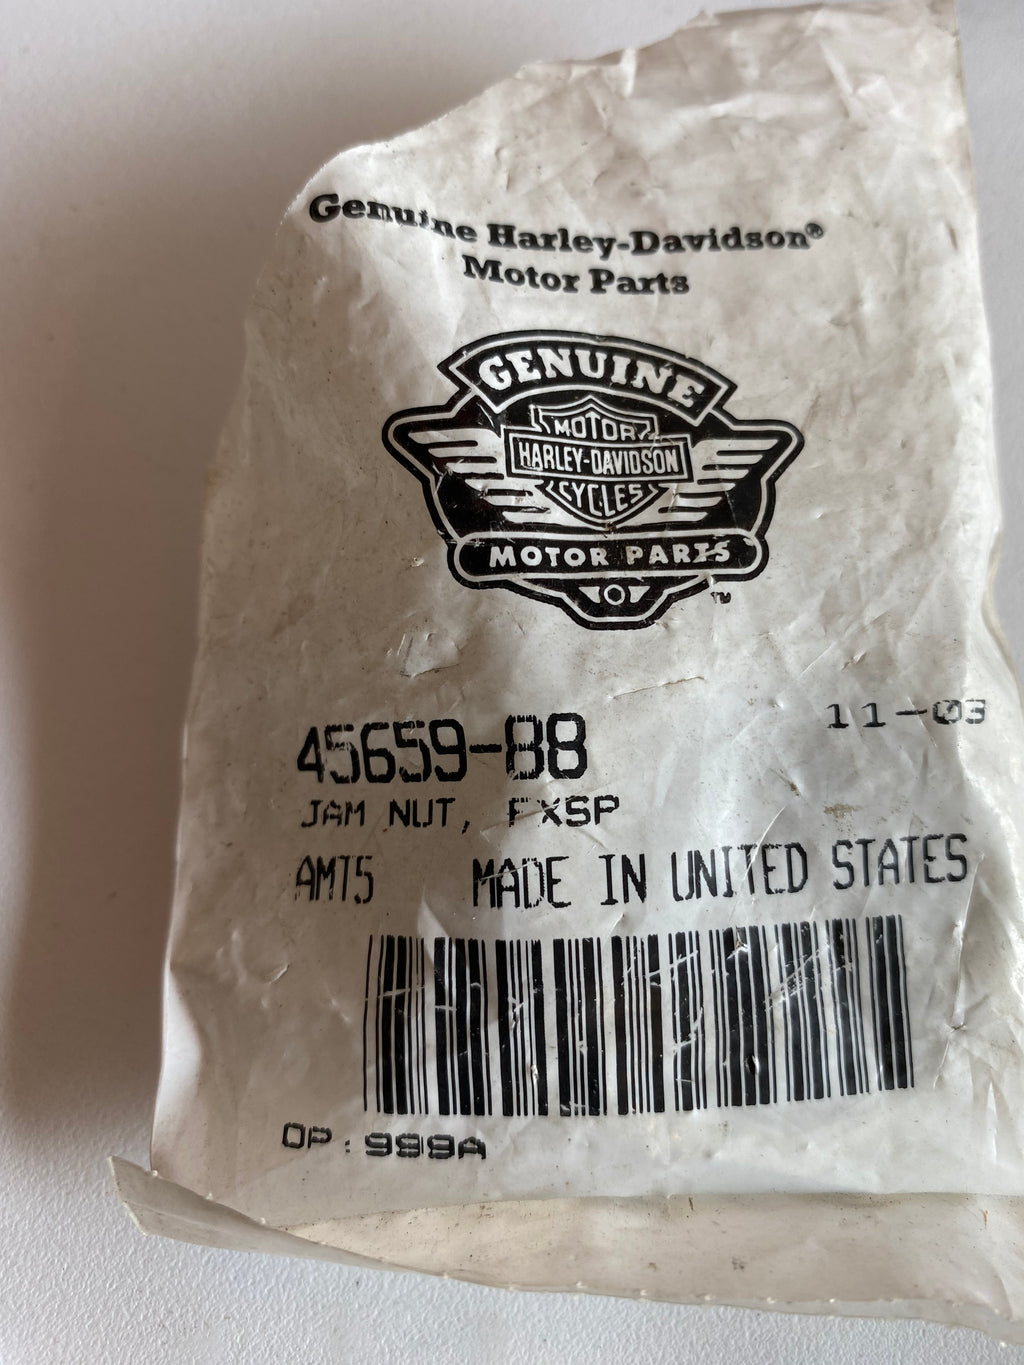 Genuine Harley-Davidson®
Motor Parts
GENUINE
MOTOR
HARLEY-DAVIDSON
CYCLES
MOTOR PARTS
TM
11-03
45659-88
JAM NUT, FXSP
AMT5 MADE IN UNITED STATES
OP:999A